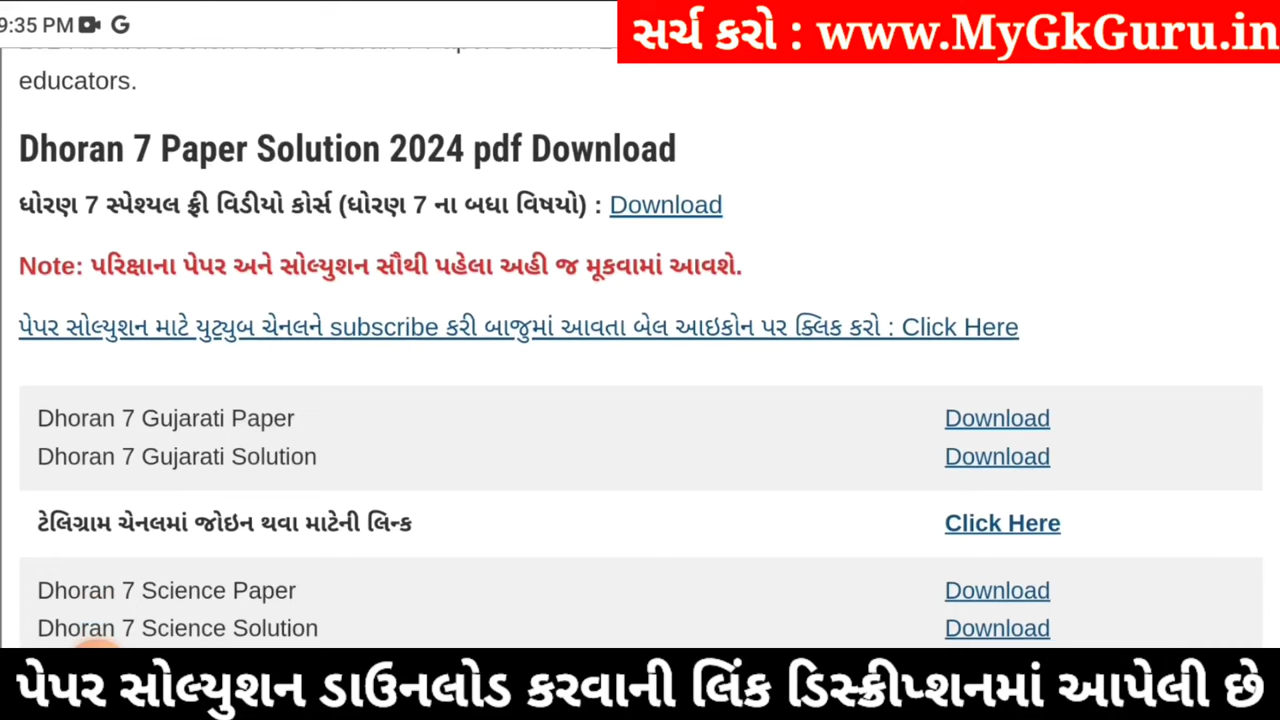 9:35 PM
સર્ચ કરો : www.MyGkGuru.in
educators.
Dhoran 7 Paper Solution 2024 pdf Download
ધોરણ 7 સ્પેશ્યલ ફ્રી વિડીયો કોર્સ (ધોરણ 7 ના બધા વિષયો) : Download
Note: પરિક્ષાના પેપર અને સોલ્યુશન સૌથી પહેલા અહી જ મૂકવામાં આવશે.
પેપર સોલ્યુશન માટે યુટ્યુબ ચેનલને subscribe કરી બાજુમાં આવતા બેલ આઇકોન પર ક્લિક કરો : Click Here
Dhoran 7 Gujarati Paper Download
Dhoran 7 Gujarati Solution Download
ટેલિગ્રામ ચેનલમાં જોઇન થવા માટેની લિન્ક Click Here
Dhoran 7 Science Paper Download
Dhoran 7 Science Solution Download
પેપર સોલ્યુશન ડાઉનલોડ કરવાની લિંક ડિસ્ક્રીપ્શનમાં આપેલી છે